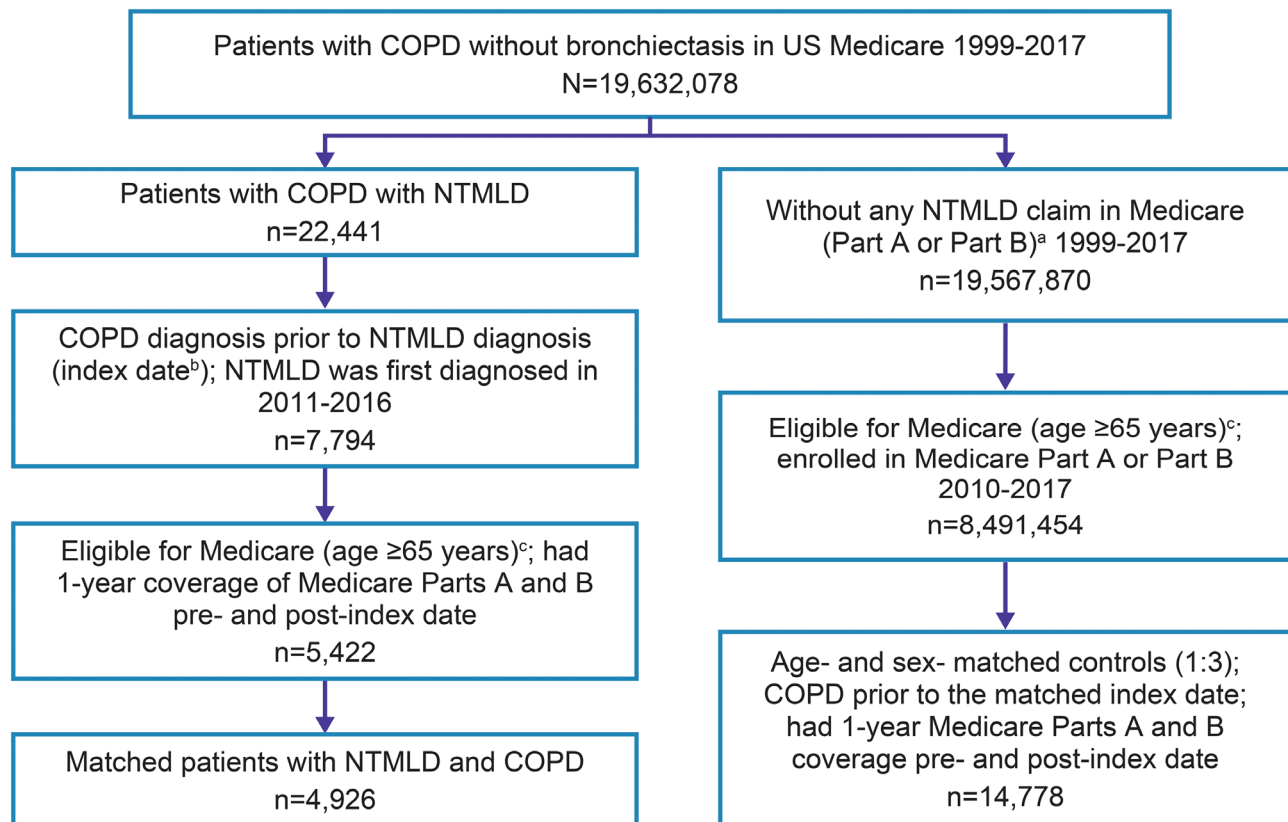 Patients with COPD without bronchiectasis in US Medicare 1999-2017
N=19,632,078
Patients with COPD with NTMLD
n=22,441
COPD diagnosis prior to NTMLD diagnosis
(index dateᵇ); NTMLD was first diagnosed in
2011-2016
n=7,794
Eligible for Medicare (age ≥65 years)ᶜ; had
1-year coverage of Medicare Parts A and B
pre- and post-index date
n=5,422
Matched patients with NTMLD and COPD
n=4,926
Without any NTMLD claim in Medicare
(Part A or Part B)ᵃ 1999-2017
n=19,567,870
Eligible for Medicare (age ≥65 years)ᶜ;
enrolled in Medicare Part A or Part B
2010-2017
n=8,491,454
Age- and sex- matched controls (1:3);
COPD prior to the matched index date;
had 1-year Medicare Parts A and B
coverage pre- and post-index date
n=14,778